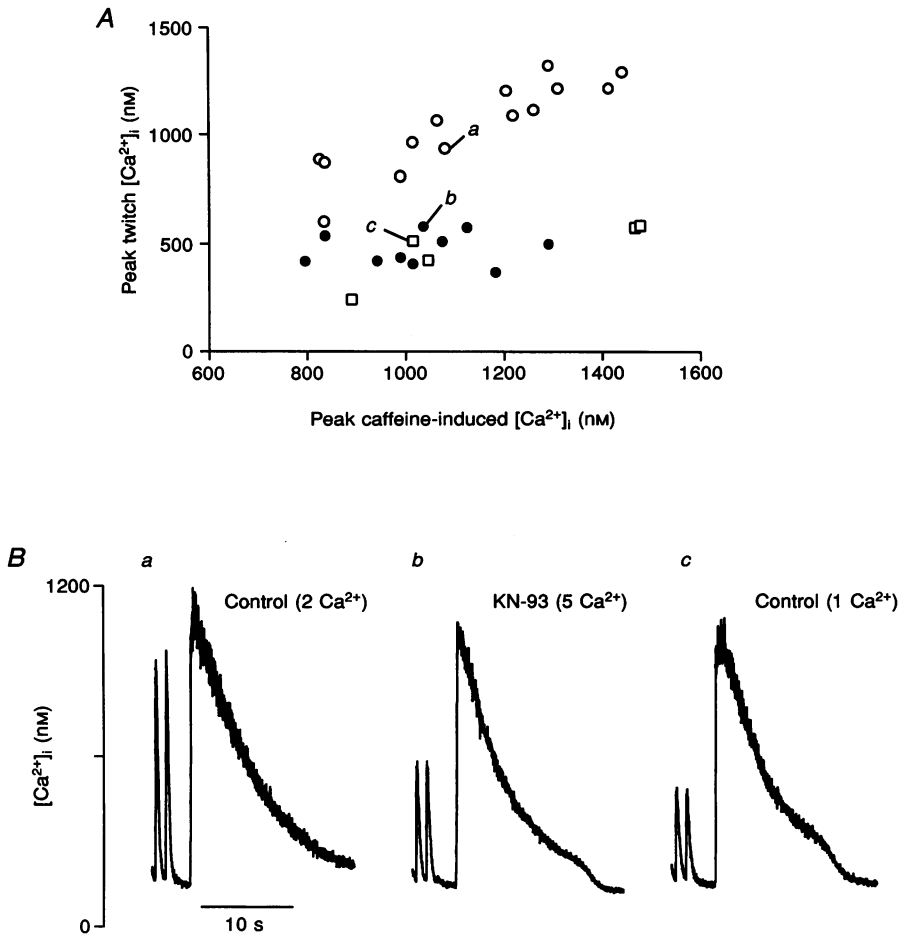 A
1500
1000
500
0
Peak twitch [Ca²⁺]ᵢ (nM)
a
b
c
600 800 1000 1200 1400 1600
Peak caffeine-induced [Ca²⁺]ᵢ (nM)
B
a b c
1200
Control (2 Ca²⁺) KN-93 (5 Ca²⁺) Control (1 Ca²⁺)
[Ca²⁺]ᵢ (nM)
0
10 s